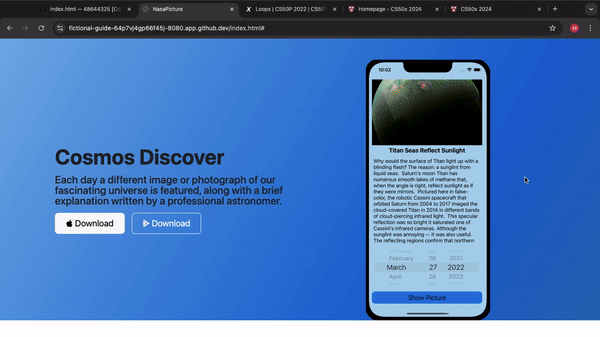 index.html — 48644325 [Co
NasaPicture
Loops | CS50P 2022 | CS50
Homepage - CS50x 2024
CS50x 2024
fictional-guide-64p7vj4gp66f45j-8080.app.github.dev/index.html#
M
10:02
Titan Seas Reflect Sunlight
Why would the surface of Titan light up with a
blinding flash? The reason: a sunglint from
liquid seas. Saturn's moon Titan has
numerous smooth lakes of methane that,
when the angle is right, reflect sunlight as if
they were mirrors. Pictured here in false-
color, the robotic Cassini spacecraft that
orbited Saturn from 2004 to 2017 imaged the
cloud-covered Titan in 2014 in different bands
of cloud-piercing infrared light. This specular
reflection was so bright it saturated one of
Cassini's infrared cameras. Although the
sunglint was annoying -- it was also useful.
The reflecting regions confirm that northern
Cosmos Discover
Each day a different image or photograph of our
fascinating universe is featured, along with a brief
explanation written by a professional astronomer.
Download
Download
February 26 2021
March 27 2022
April 28 2023
Show Picture